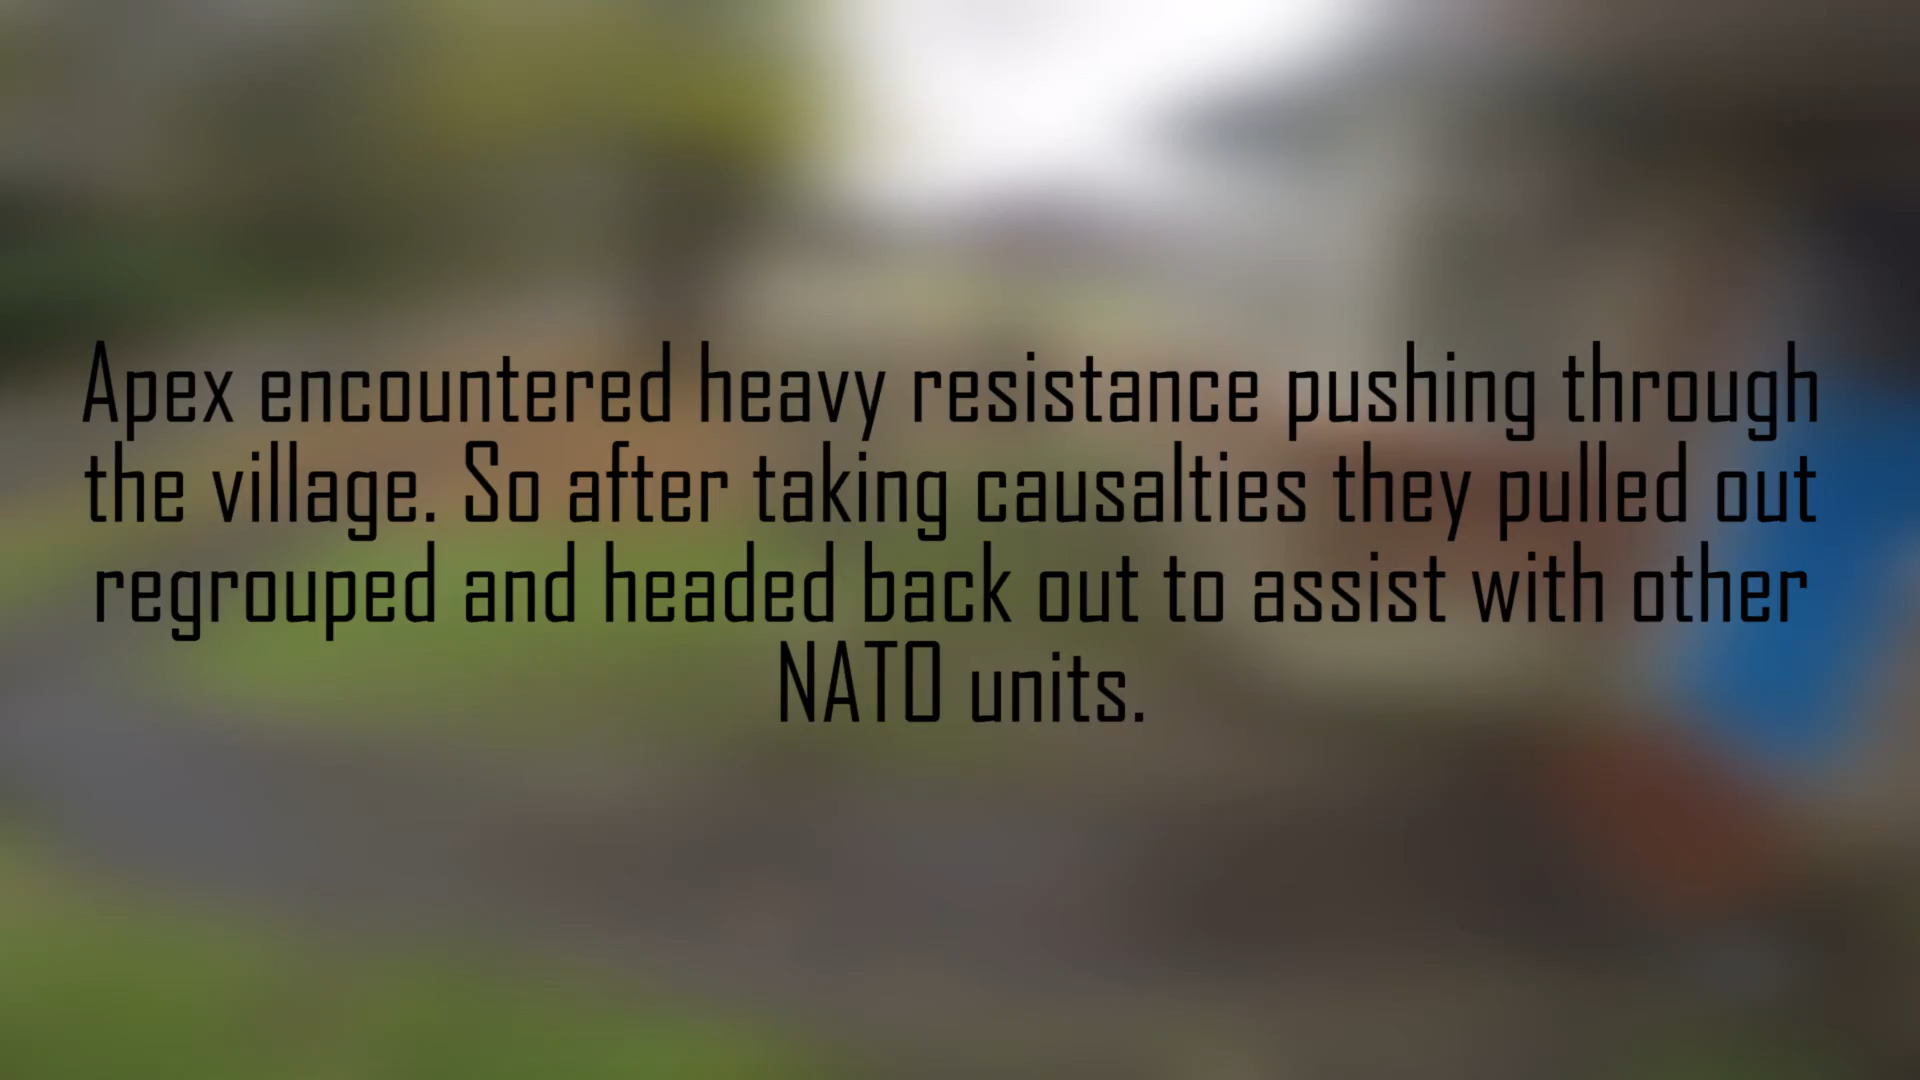 Apex encountered heavy resistance pushing through
the village. So after taking causalties they pulled out
regrouped and headed back out to assist with other
NATO units.